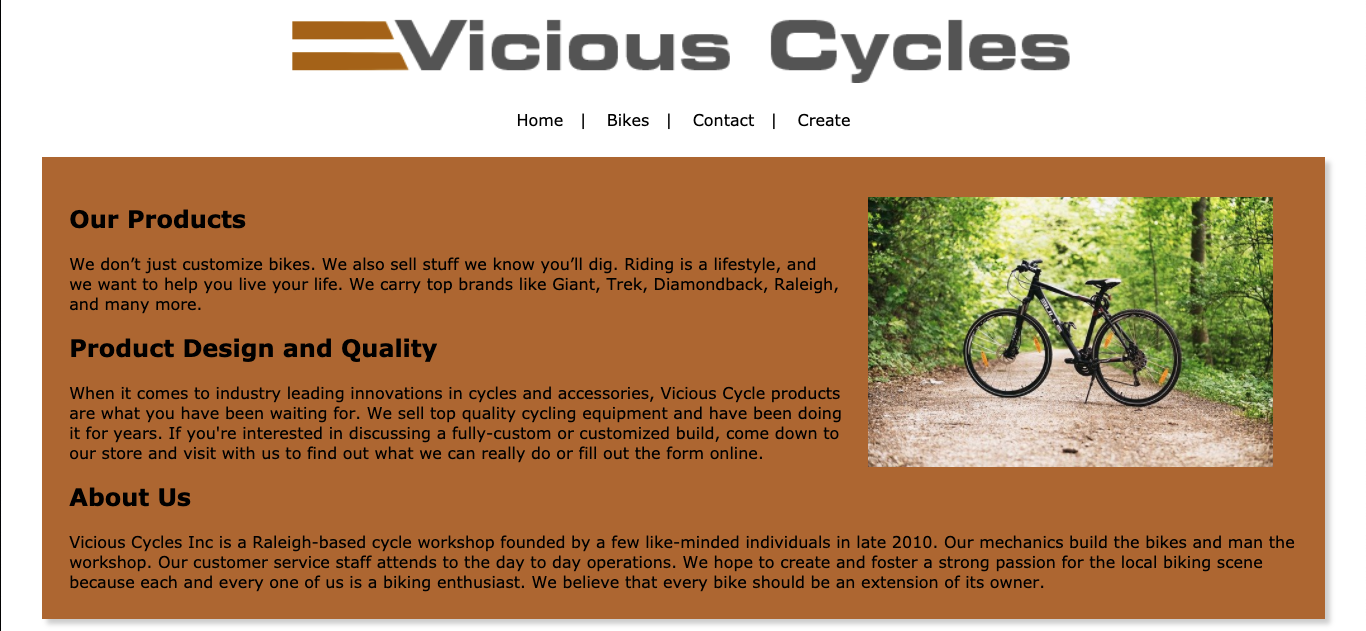 Vicious Cycles
Home | Bikes | Contact | Create
Our Products
We don’t just customize bikes. We also sell stuff we know you’ll dig. Riding is a lifestyle, and
we want to help you live your life. We carry top brands like Giant, Trek, Diamondback, Raleigh,
and many more.
Product Design and Quality
When it comes to industry leading innovations in cycles and accessories, Vicious Cycle products
are what you have been waiting for. We sell top quality cycling equipment and have been doing
it for years. If you're interested in discussing a fully-custom or customized build, come down to
our store and visit with us to find out what we can really do or fill out the form online.
About Us
Vicious Cycles Inc is a Raleigh-based cycle workshop founded by a few like-minded individuals in late 2010. Our mechanics build the bikes and man the
workshop. Our customer service staff attends to the day to day operations. We hope to create and foster a strong passion for the local biking scene
because each and every one of us is a biking enthusiast. We believe that every bike should be an extension of its owner.